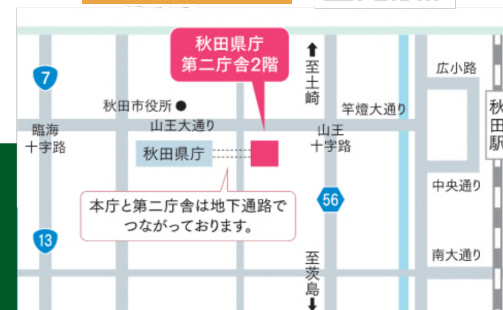 秋田県庁
第二庁舎2階
至土崎
広小路
7
秋田市役所
竿燈大通り
秋田駅
山王大通り
臨海
十字路
山王
十字路
秋田県庁
中央通り
本庁と第二庁舎は地下通路で
つながっております。
56
13
南大通り
至茨島